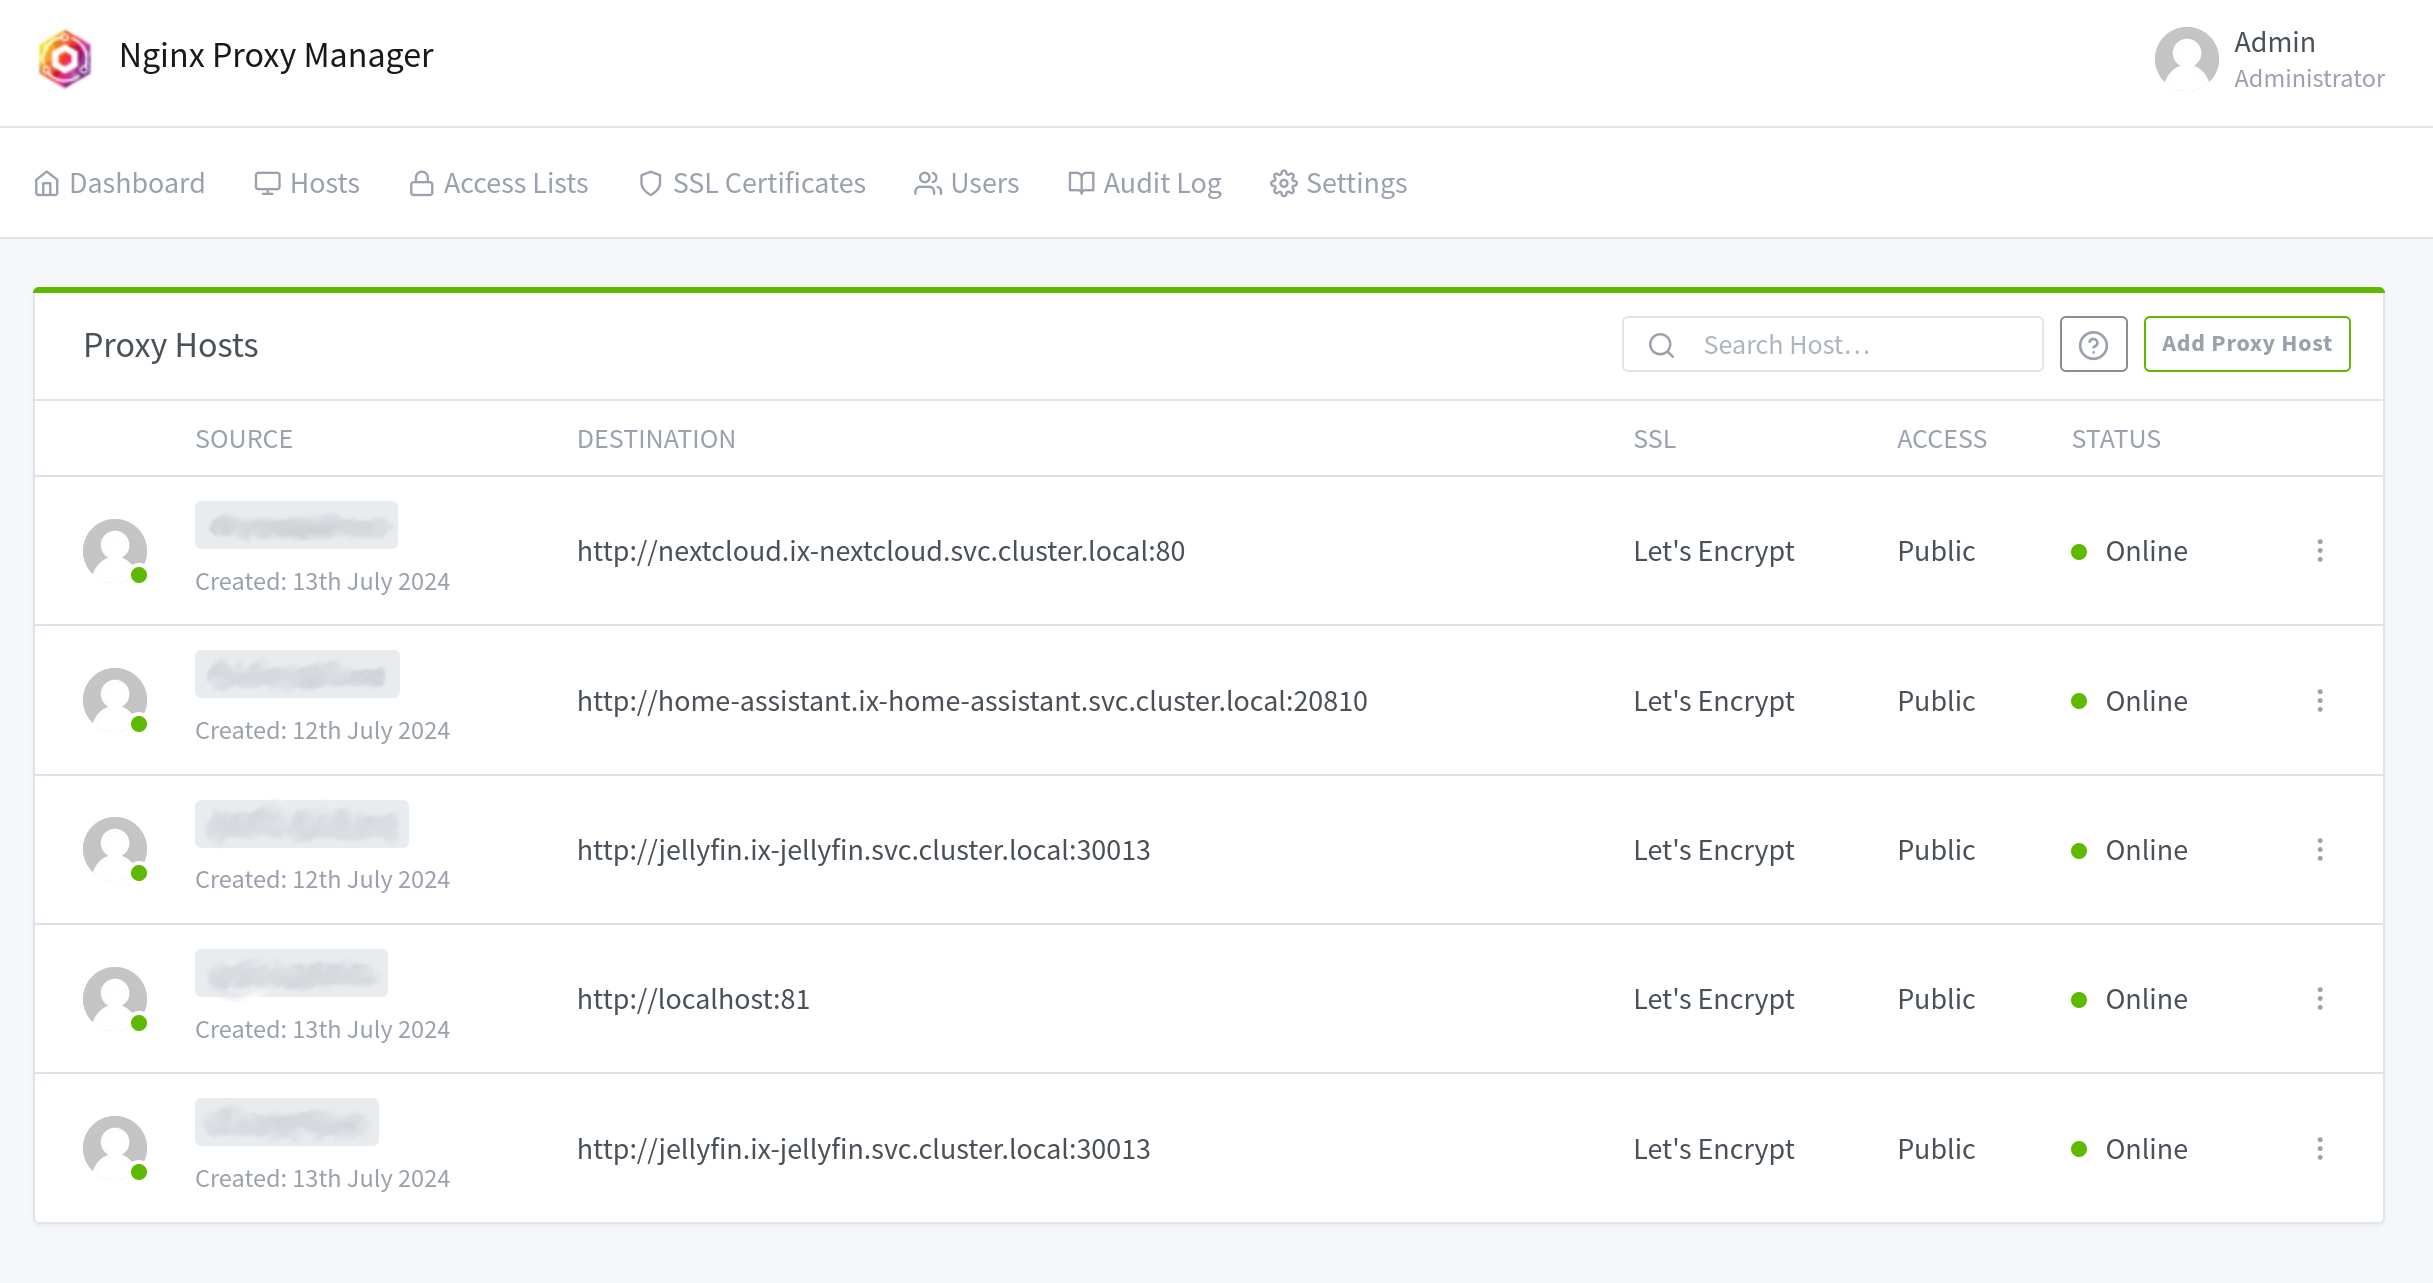 Nginx Proxy Manager
Admin
Administrator
Dashboard Hosts Access Lists SSL Certificates Users Audit Log Settings
Proxy Hosts Search Host… Add Proxy Host
SOURCE DESTINATION SSL ACCESS STATUS
http://nextcloud.ix-nextcloud.svc.cluster.local:80 Let's Encrypt Public Online
Created: 13th July 2024
http://home-assistant.ix-home-assistant.svc.cluster.local:20810 Let's Encrypt Public Online
Created: 12th July 2024
http://jellyfin.ix-jellyfin.svc.cluster.local:30013 Let's Encrypt Public Online
Created: 12th July 2024
http://localhost:81 Let's Encrypt Public Online
Created: 13th July 2024
http://jellyfin.ix-jellyfin.svc.cluster.local:30013 Let's Encrypt Public Online
Created: 13th July 2024